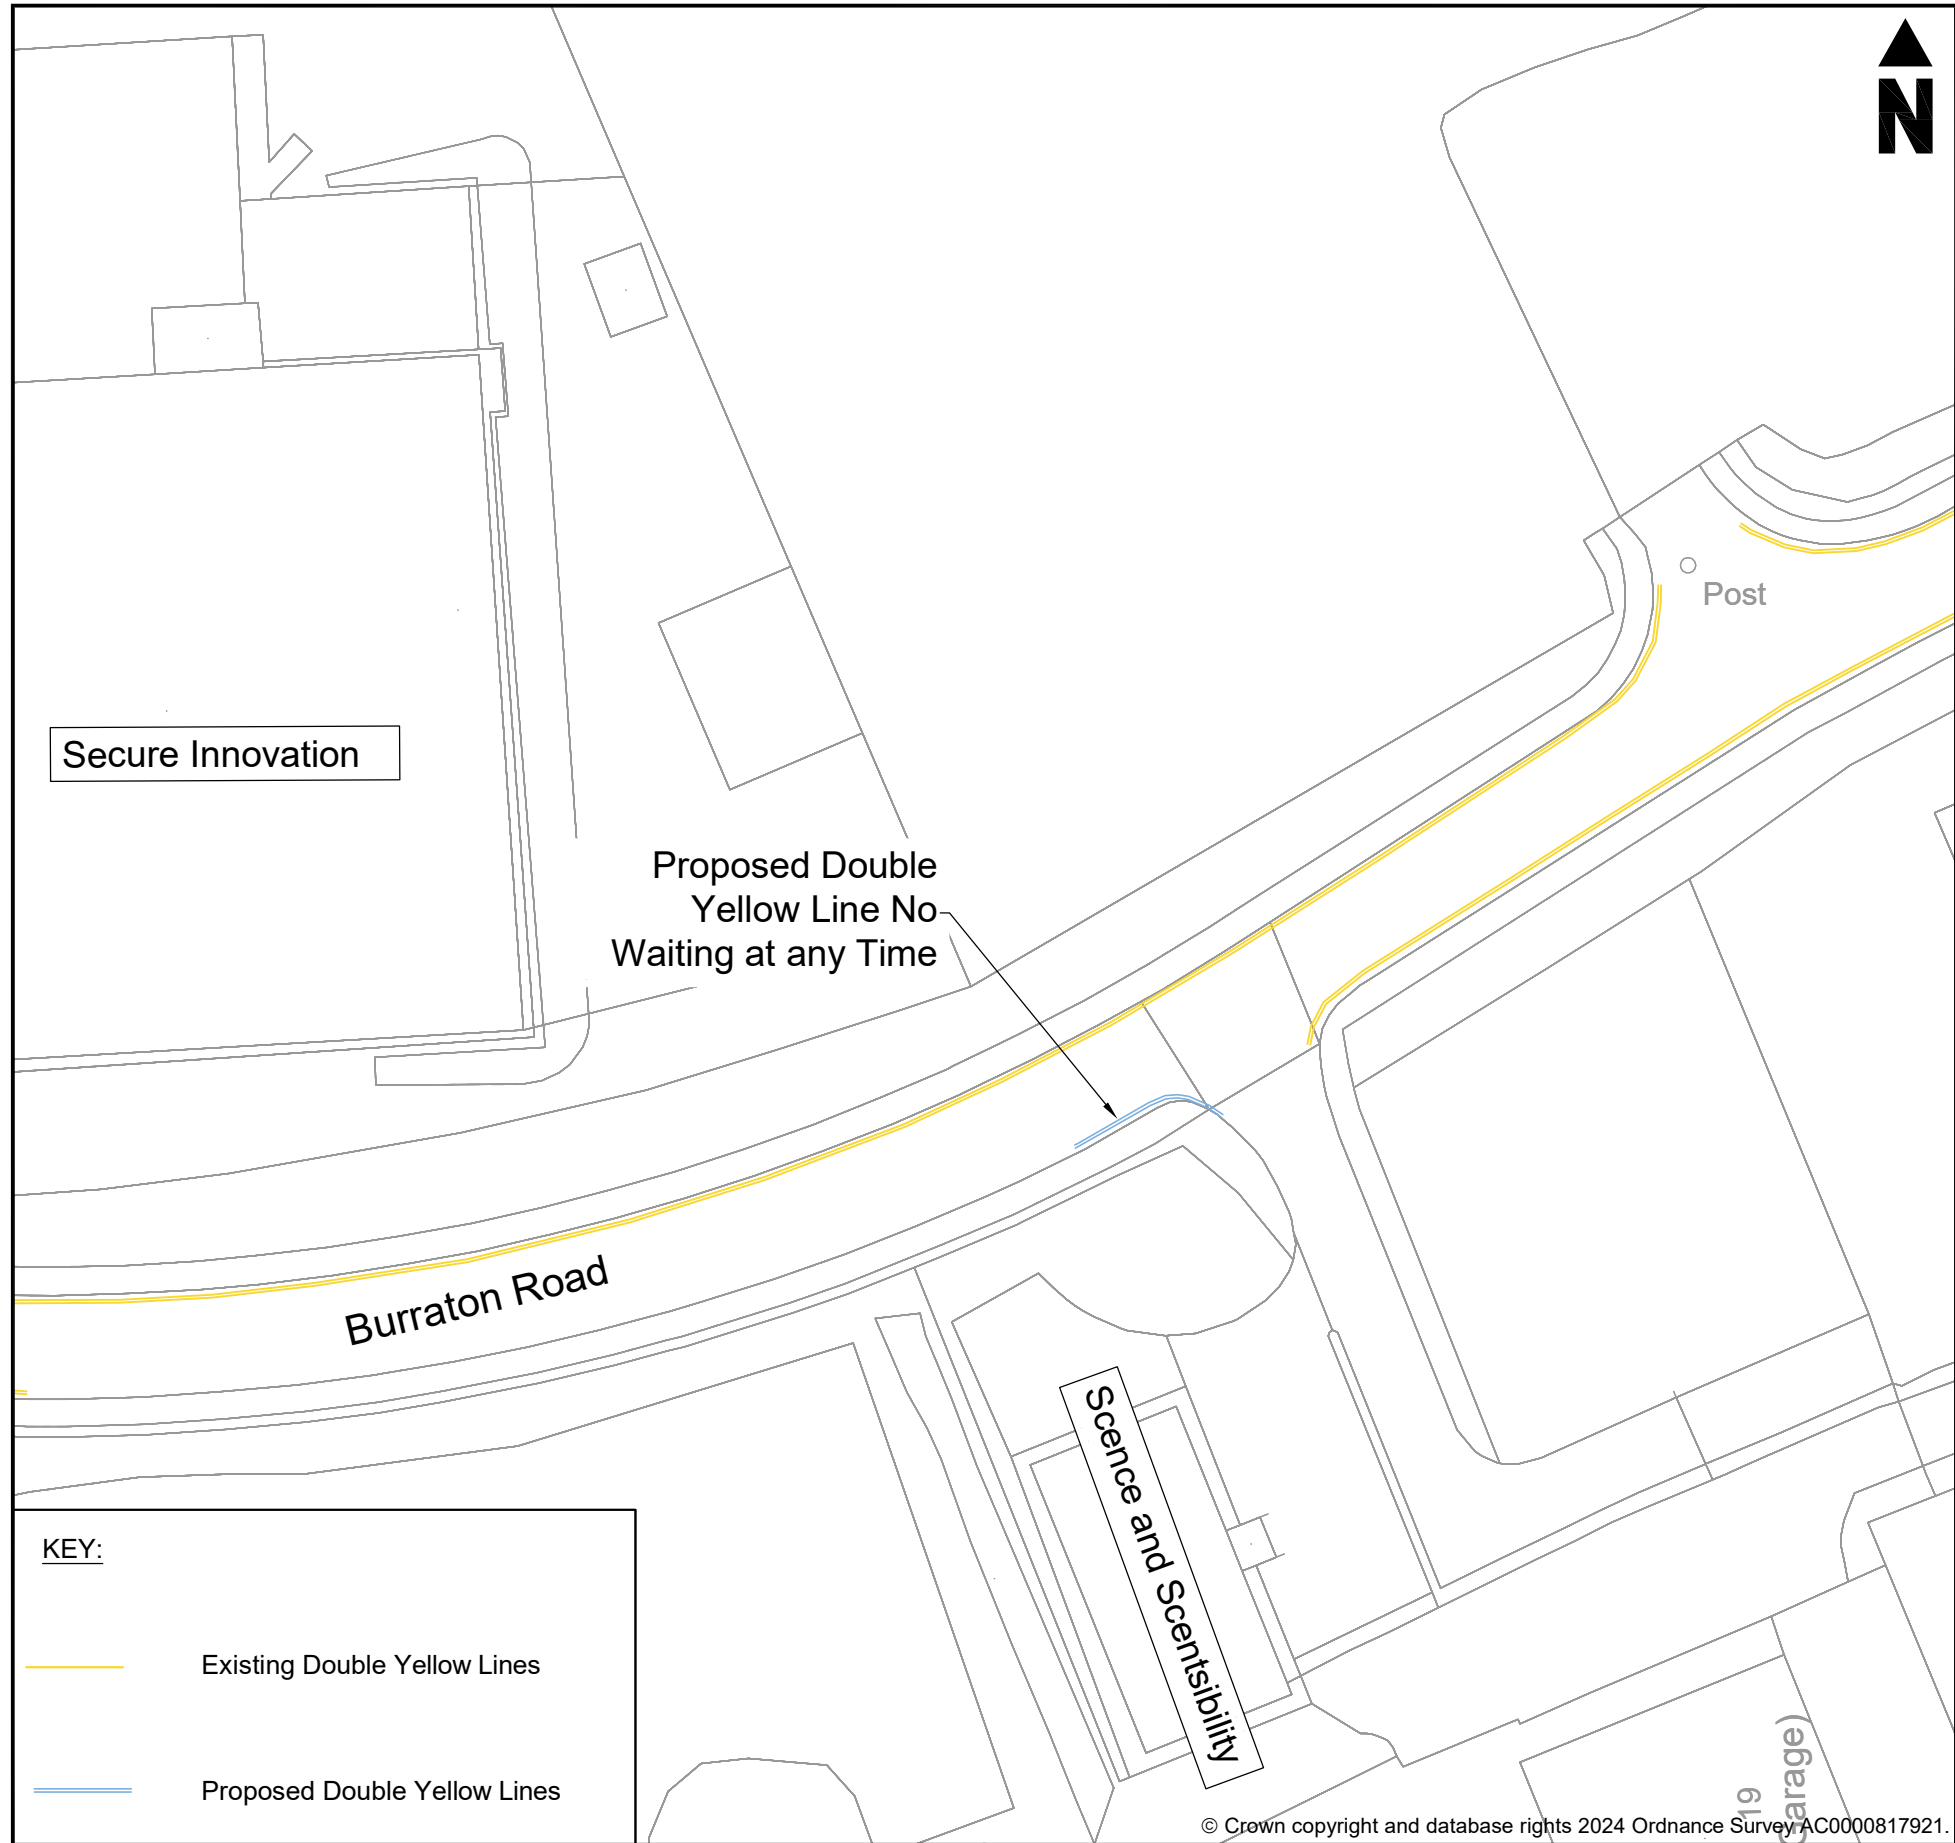 N
Post
Secure Innovation
Proposed Double
Yellow Line No
Waiting at any Time
Burraton Road
Scence and Scentsibility
KEY:
Existing Double Yellow Lines
Proposed Double Yellow Lines
19
Garage)
© Crown copyright and database rights 2024 Ordnance Survey AC0000817921.